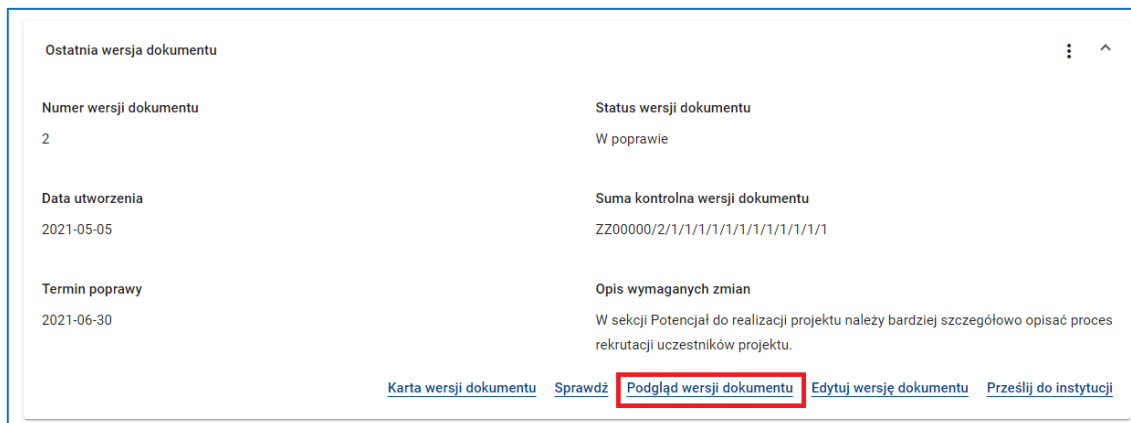 Ostatnia wersja dokumentu
Numer wersji dokumentu
Status wersji dokumentu
2
W poprawie
Data utworzenia
Suma kontrolna wersji dokumentu
2021-05-05
ZZ00000/2/1/1/1/1/1/1/1/1/1/1/1/1
Termin poprawy
Opis wymaganych zmian
2021-06-30
W sekcji Potencjał do realizacji projektu należy bardziej szczegółowo opisać proces
rekrutacji uczestników projektu.
Karta wersji dokumentu Sprawdź Podgląd wersji dokumentu Edytuj wersję dokumentu Prześlij do instytucji